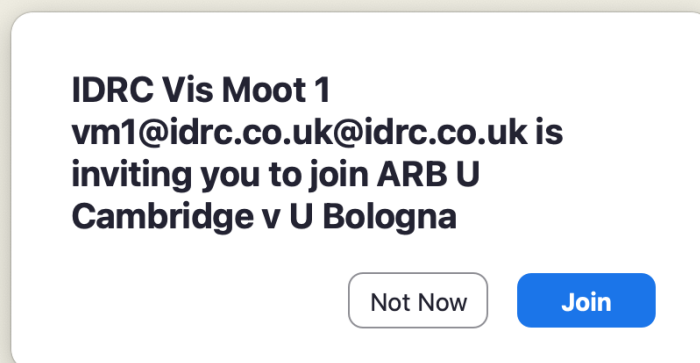 IDRC Vis Moot 1
vm1@idrc.co.uk@idrc.co.uk is
inviting you to join ARB U
Cambridge v U Bologna
Not Now
Join